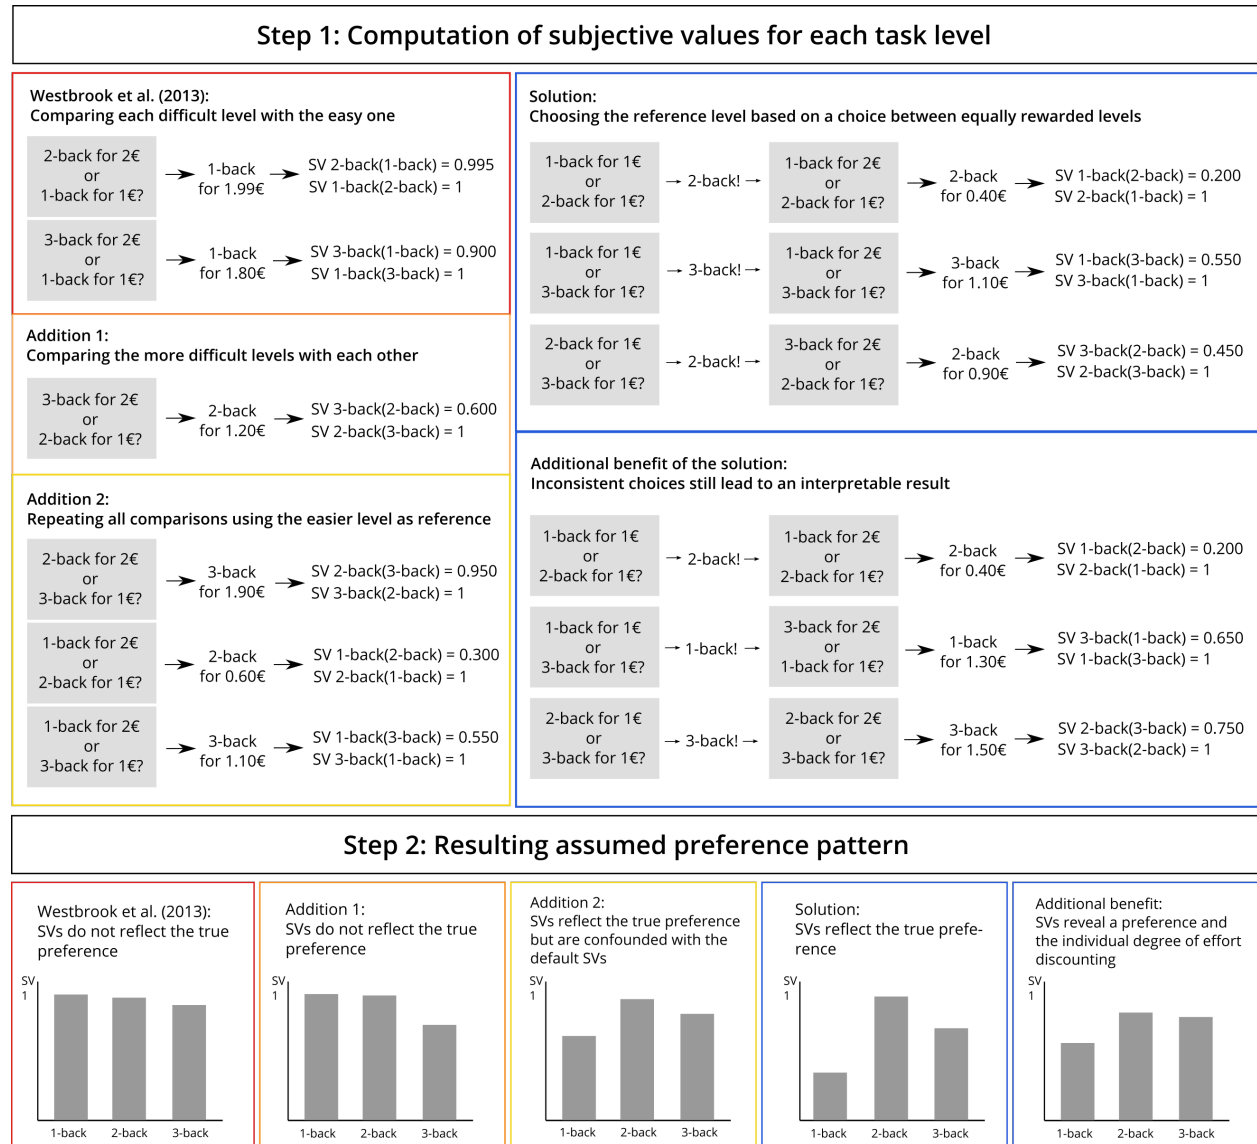 Step 1: Computation of subjective values for each task level
Westbrook et al. (2013):
Comparing each difficult level with the easy one
2-back for 2€
or
1-back for 1€?
1-back
for 1.99€
SV 2-back(1-back) = 0.995
SV 1-back(2-back) = 1
3-back for 2€
or
1-back for 1€?
1-back
for 1.80€
SV 3-back(1-back) = 0.900
SV 1-back(3-back) = 1
Addition 1:
Comparing the more difficult levels with each other
3-back for 2€
or
2-back for 1€?
2-back
for 1.20€
SV 3-back(2-back) = 0.600
SV 2-back(3-back) = 1
Addition 2:
Repeating all comparisons using the easier level as reference
2-back for 2€
or
3-back for 1€?
3-back
for 1.90€
SV 2-back(3-back) = 0.950
SV 3-back(2-back) = 1
1-back for 2€
or
2-back for 1€?
2-back
for 0.60€
SV 1-back(2-back) = 0.300
SV 2-back(1-back) = 1
1-back for 2€
or
3-back for 1€?
3-back
for 1.10€
SV 1-back(3-back) = 0.550
SV 3-back(1-back) = 1
Solution:
Choosing the reference level based on a choice between equally rewarded levels
1-back for 1€
or
2-back for 1€?
2-back!
1-back for 2€
or
2-back for 1€?
2-back
for 0.40€
SV 1-back(2-back) = 0.200
SV 2-back(1-back) = 1
1-back for 1€
or
3-back for 1€?
3-back!
1-back for 2€
or
3-back for 1€?
3-back
for 1.10€
SV 1-back(3-back) = 0.550
SV 3-back(1-back) = 1
2-back for 1€
or
3-back for 1€?
2-back!
3-back for 2€
or
2-back for 1€?
2-back
for 0.90€
SV 3-back(2-back) = 0.450
SV 2-back(3-back) = 1
Additional benefit of the solution:
Inconsistent choices still lead to an interpretable result
1-back for 1€
or
2-back for 1€?
2-back!
1-back for 2€
or
2-back for 1€?
2-back
for 0.40€
SV 1-back(2-back) = 0.200
SV 2-back(1-back) = 1
1-back for 1€
or
3-back for 1€?
1-back!
3-back for 2€
or
1-back for 1€?
1-back
for 1.30€
SV 3-back(1-back) = 0.650
SV 1-back(3-back) = 1
2-back for 1€
or
3-back for 1€?
3-back!
2-back for 2€
or
3-back for 1€?
3-back
for 1.50€
SV 2-back(3-back) = 0.750
SV 3-back(2-back) = 1
Step 2: Resulting assumed preference pattern
Westbrook et al. (2013):
SVs do not reflect the true
preference
SV
1
1-back 2-back 3-back
Addition 1:
SVs do not reflect the true
preference
SV
1
1-back 2-back 3-back
Addition 2:
SVs reflect the true preference
but are confounded with the
default SVs
SV
1
1-back 2-back 3-back
Solution:
SVs reflect the true prefe-
rence
SV
1
1-back 2-back 3-back
Additional benefit:
SVs reveal a preference and
the individual degree of effort
discounting
SV
1
1-back 2-back 3-back